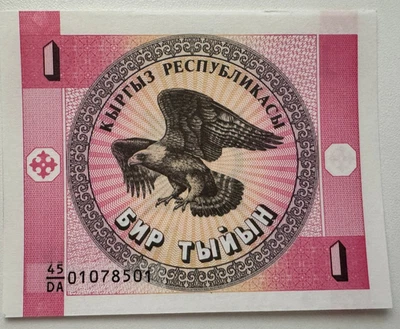 1
КЫРГЫЗ РЕСПУБЛИКАСЫ
БИР ТЫЙЫН
45
DA 01078501
1